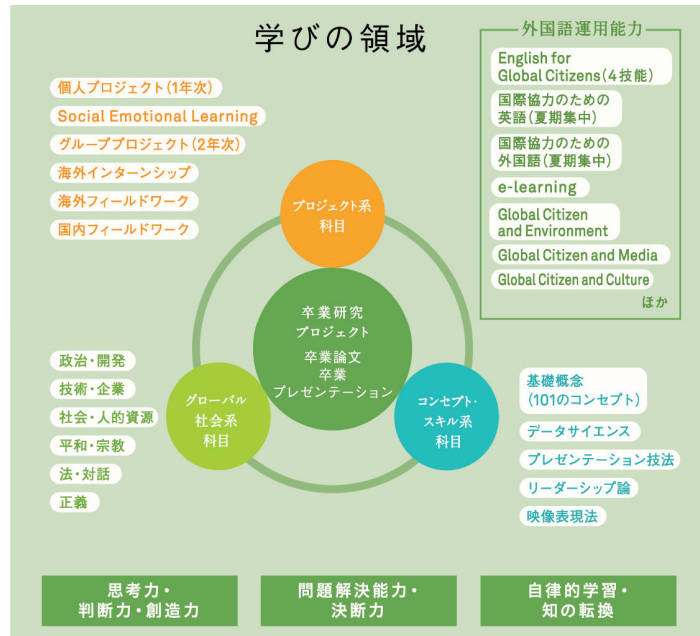 学びの領域
個人プロジェクト(1年次)
Social Emotional Learning
グループプロジェクト(2年次)
海外インターンシップ
海外フィールドワーク
国内フィールドワーク
外国語運用能力
English for
Global Citizens(4技能)
国際協力のための
英語(夏期集中)
国際協力のための
外国語(夏期集中)
e-learning
Global Citizen
and Environment
Global Citizen and Media
Global Citizen and Culture
ほか
プロジェクト系
科目
卒業研究
プロジェクト
卒業論文
卒業
プレゼンテーション
グローバル
社会系
科目
コンセプト・
スキル系
科目
政治・開発
技術・企業
社会・人的資源
平和・宗教
法・対話
正義
基礎概念
(101のコンセプト)
データサイエンス
プレゼンテーション技法
リーダーシップ論
映像表現法
思考力・
判断力・創造力
問題解決能力・
決断力
自律的学習・
知の転換